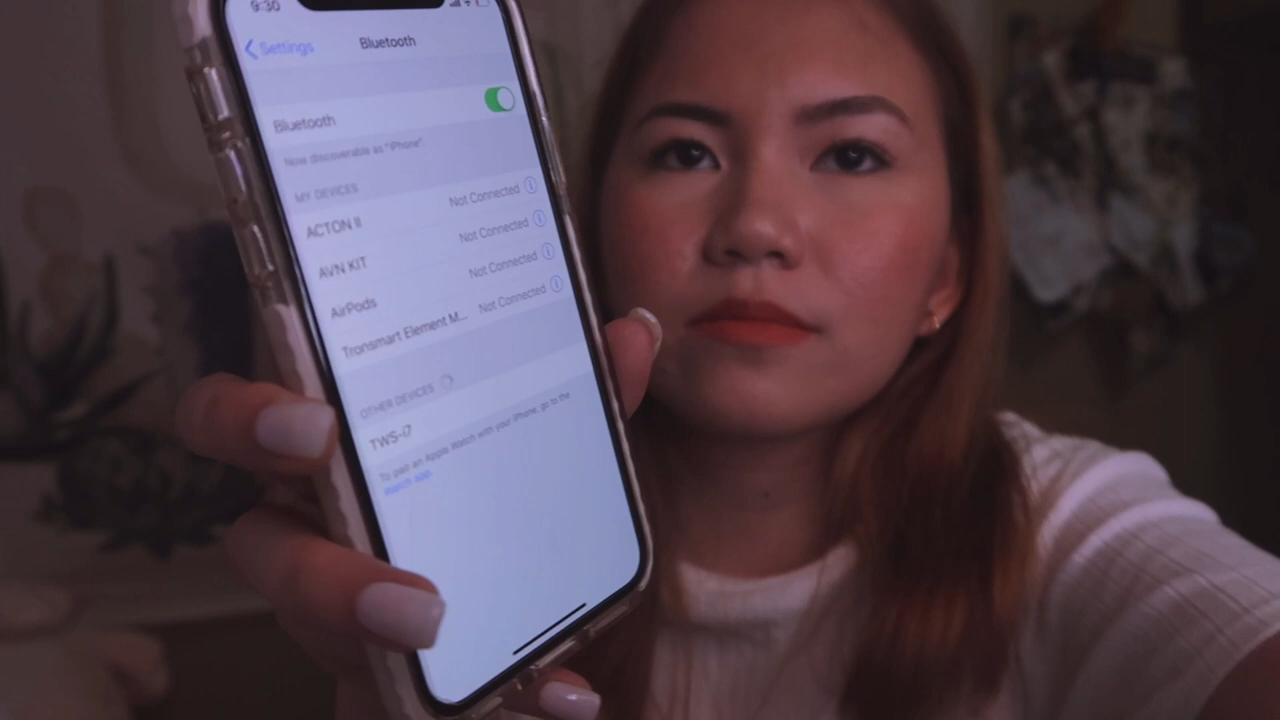 9:30
Settings
Bluetooth
Bluetooth
Now discoverable as "iPhone".
MY DEVICES
ACTON II Not Connected
AVN KIT Not Connected
AirPods Not Connected
Tronsmart Element M... Not Connected
OTHER DEVICES
TWS-i7
To pair an Apple Watch with your iPhone, go to the
Watch app.